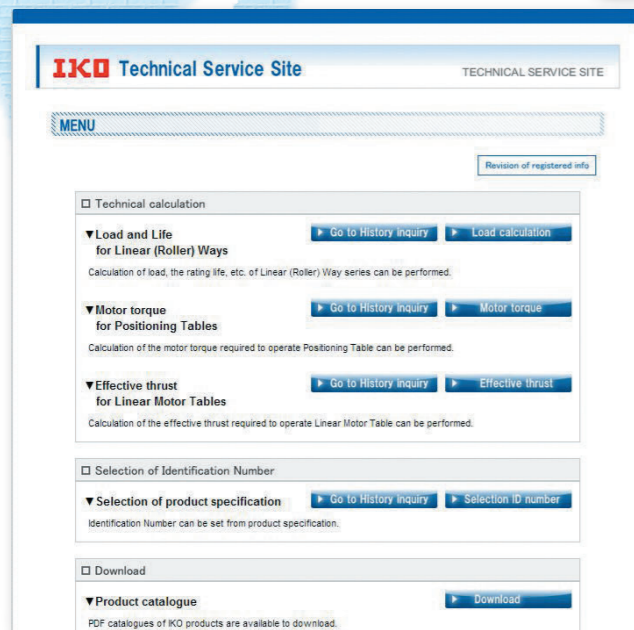 IKO Technical Service Site
TECHNICAL SERVICE SITE
MENU
Revision of registered info
Technical calculation
▼Load and Life
for Linear (Roller) Ways
Go to History inquiry
Load calculation
Calculation of load, the rating life, etc. of Linear (Roller) Way series can be performed.
▼Motor torque
for Positioning Tables
Go to History inquiry
Motor torque
Calculation of the motor torque required to operate Positioning Table can be performed.
▼Effective thrust
for Linear Motor Tables
Go to History inquiry
Effective thrust
Calculation of the effective thrust required to operate Linear Motor Table can be performed.
Selection of Identification Number
▼Selection of product specification
Go to History inquiry
Selection ID number
Identification Number can be set from product specification.
Download
▼Product catalogue
Download
PDF catalogues of IKO products are available to download.